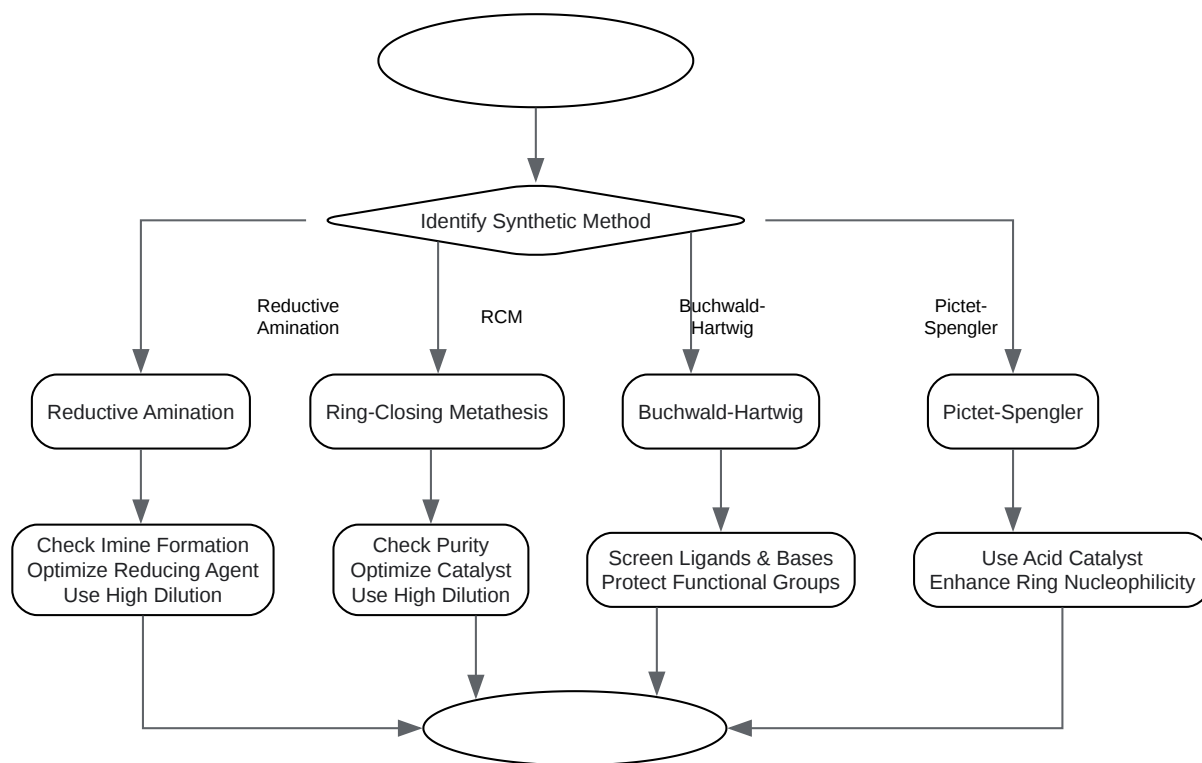 Identify Synthetic Method
Reductive
Amination
RCM
Buchwald-
Hartwig
Pictet-
Spengler
Reductive Amination
Ring-Closing Metathesis
Buchwald-Hartwig
Pictet-Spengler
Check Imine Formation
Optimize Reducing Agent
Use High Dilution
Check Purity
Optimize Catalyst
Use High Dilution
Screen Ligands & Bases
Protect Functional Groups
Use Acid Catalyst
Enhance Ring Nucleophilicity